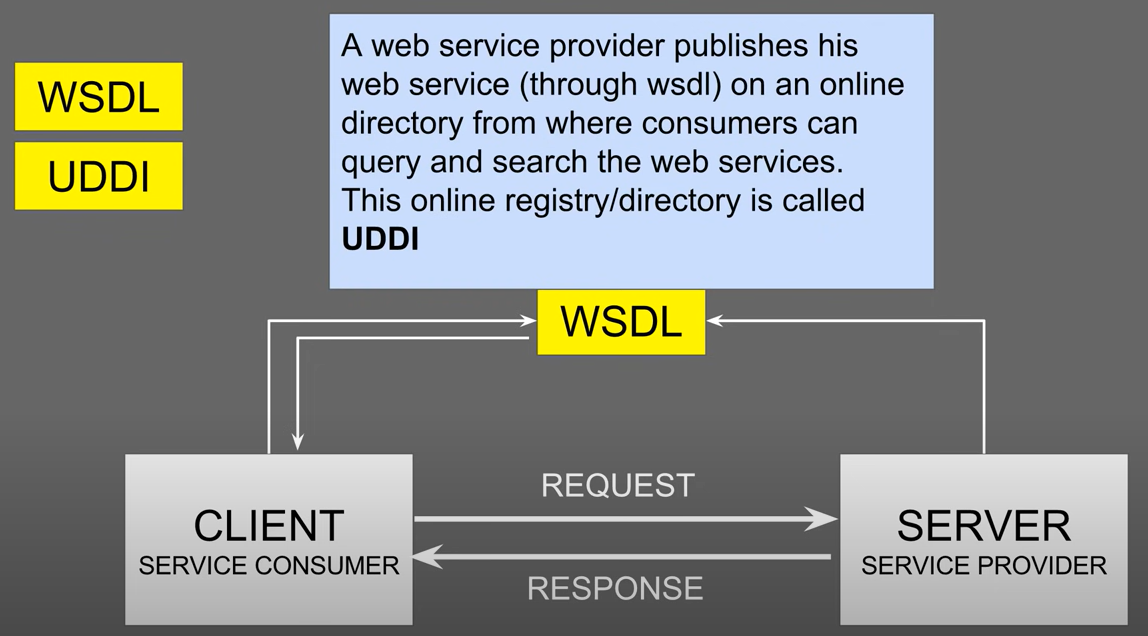 WSDL
UDDI
A web service provider publishes his
web service (through wsdl) on an online
directory from where consumers can
query and search the web services.
This online registry/directory is called
UDDI
WSDL
REQUEST
CLIENT
SERVICE CONSUMER
SERVER
SERVICE PROVIDER
RESPONSE